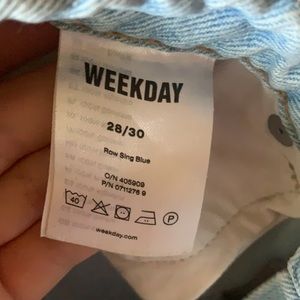 WEEKDAY
28/30
Row Sing Blue
O/N 405909
P/N 0711276 9
40
P
weekday.com